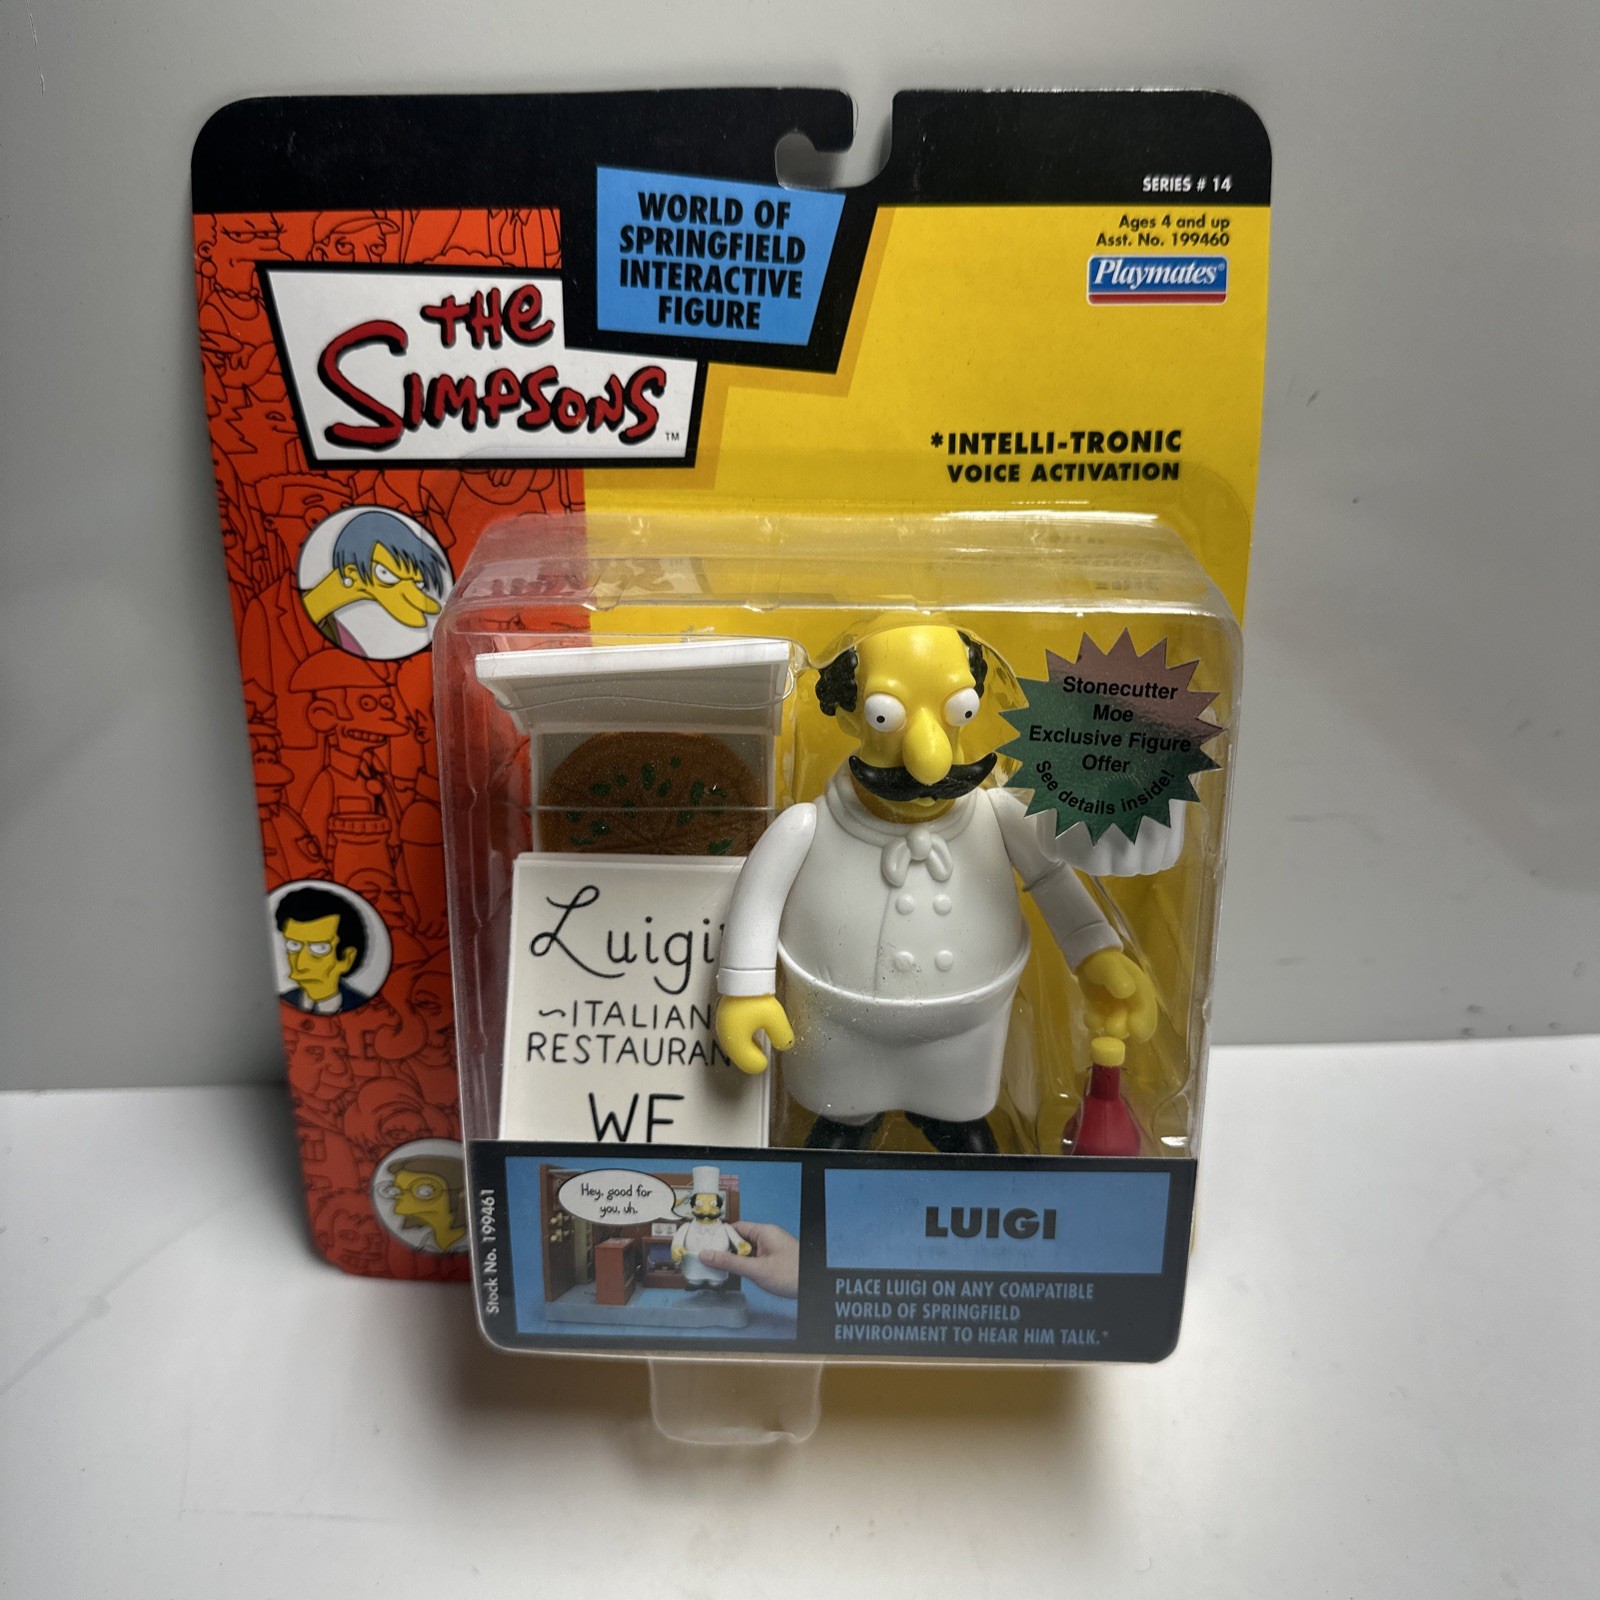 SERIES # 14
Ages 4 and up
Asst. No. 199460
Playmates®
WORLD OF
SPRINGFIELD
INTERACTIVE
FIGURE
THE
SIMPSONS
TM
*INTELLI-TRONIC
VOICE ACTIVATION
Stonecutter
Moe
Exclusive Figure
Offer
See details inside!
Luigi
~ITALIAN
RESTAURAN
WE
Stock No. 199461
Hey, good for
you, uh.
LUIGI
PLACE LUIGI ON ANY COMPATIBLE
WORLD OF SPRINGFIELD
ENVIRONMENT TO HEAR HIM TALK.*